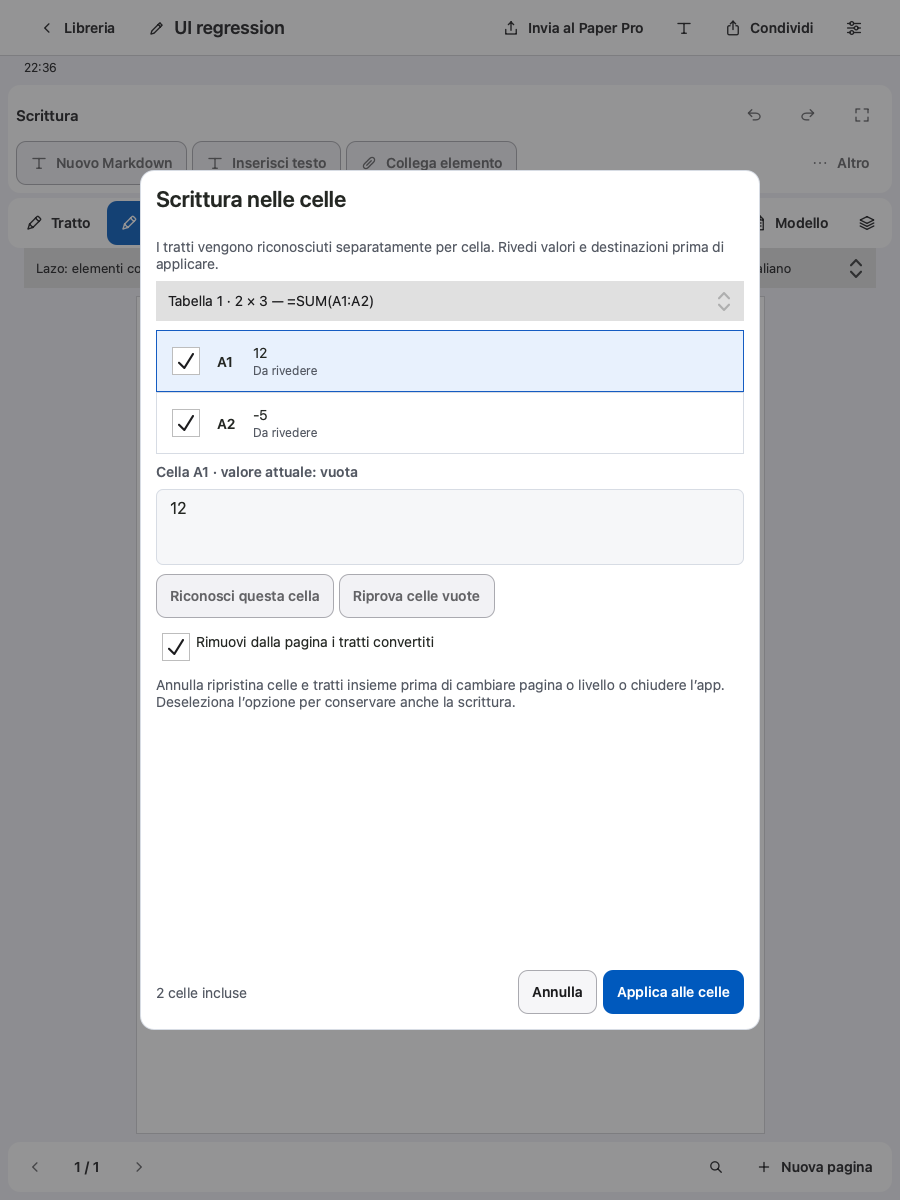 Libreria
UI regression
Invia al Paper Pro
Condividi
22:36
Scrittura
Nuovo Markdown
Inserisci testo
Collega elemento
··· Altro
Tratto
Modello
Lazo: elementi co
aliano
Scrittura nelle celle
I tratti vengono riconosciuti separatamente per cella. Rivedi valori e destinazioni prima di
applicare.
Tabella 1 · 2 × 3 — =SUM(A1:A2)
A1
12
Da rivedere
A2
-5
Da rivedere
Cella A1 · valore attuale: vuota
12
Riconosci questa cella
Riprova celle vuote
Rimuovi dalla pagina i tratti convertiti
Annulla ripristina celle e tratti insieme prima di cambiare pagina o livello o chiudere l’app.
Deseleziona l’opzione per conservare anche la scrittura.
2 celle incluse
Annulla
Applica alle celle
1 / 1
Nuova pagina